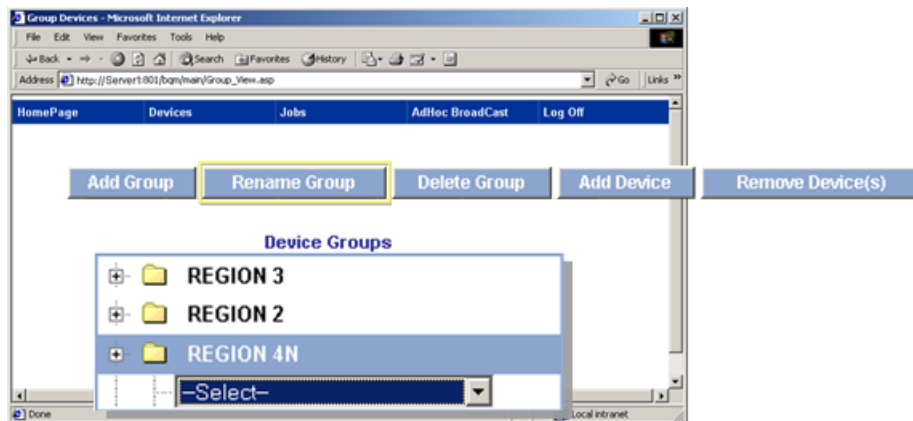 Group Devices - Microsoft Internet Explorer
File Edit View Favorites Tools Help
Back Search Favorites History
Address http://Server1:801/bqm/main/Group_View.asp Go Links »
HomePage Devices Jobs AdHoc BroadCast Log Off
Add Group Rename Group Delete Group Add Device Remove Device(s)
Device Groups
REGION 3
REGION 2
REGION 4N
–Select–
Done Local intranet